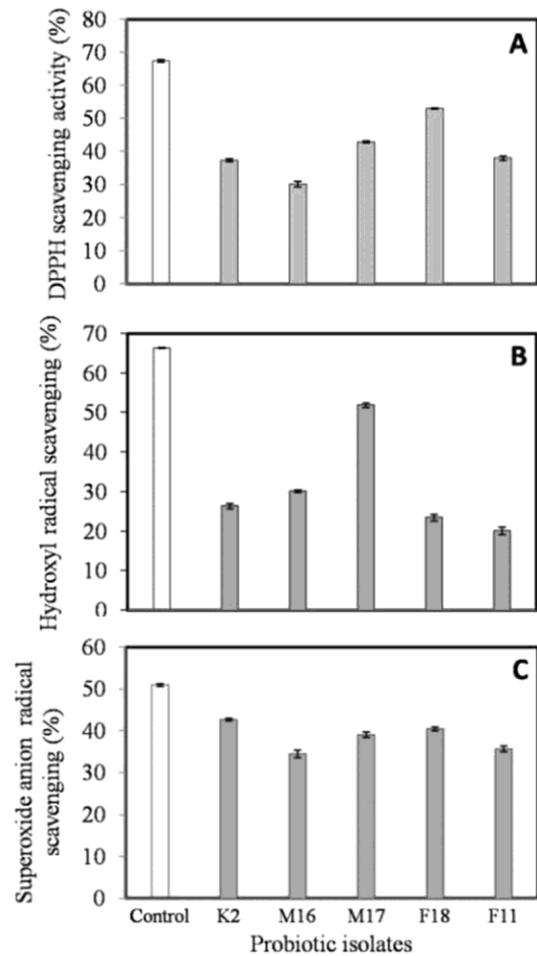 DPPH scavenging activity (%)
80
70
60
50
40
30
20
10
0
A
Hydroxyl radical scavenging (%)
70
60
50
40
30
20
10
0
B
Superoxide anion radical
scavenging (%)
60
50
40
30
20
10
0
C
Control K2 M16 M17 F18 F11
Probiotic isolates